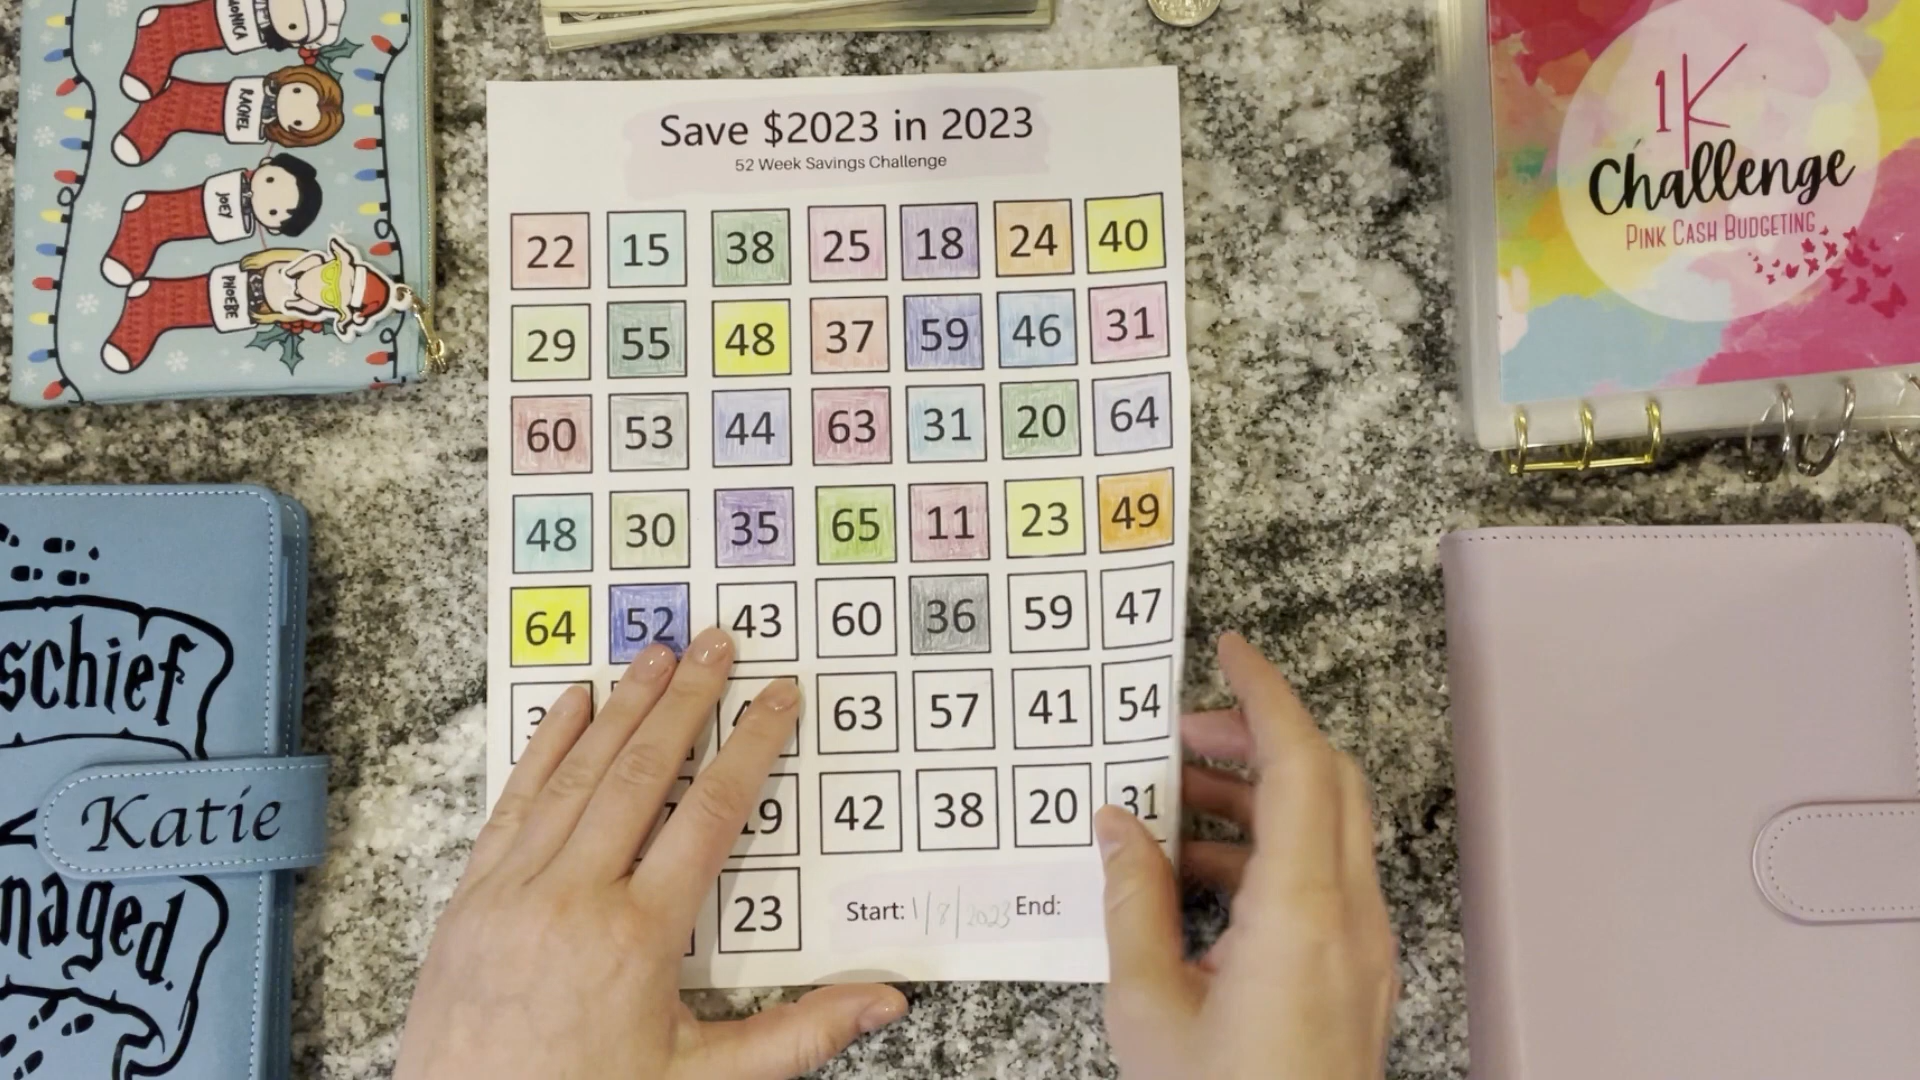 MONICA
RACHEL
JOEY
PHOEBE
Save $2023 in 2023
52 Week Savings Challenge
22 15 38 25 18 24 40
29 55 48 37 59 46 31
60 53 44 63 31 20 64
48 30 35 65 11 23 49
64 52 43 60 36 59 47
63 57 41 54
42 38 20 31
23
Start: 1/8/2023 End:
1K
Challenge
PINK CASH BUDGETING
schief
Katie
naged.